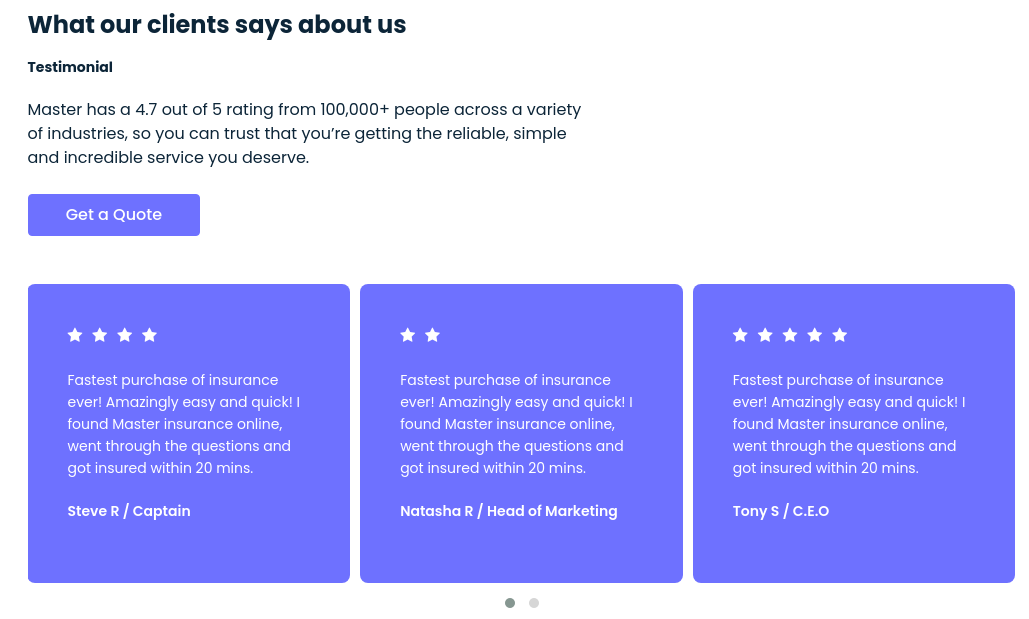 What our clients says about us
Testimonial
Master has a 4.7 out of 5 rating from 100,000+ people across a variety
of industries, so you can trust that you’re getting the reliable, simple
and incredible service you deserve.
Get a Quote
Fastest purchase of insurance
ever! Amazingly easy and quick! I
found Master insurance online,
went through the questions and
got insured within 20 mins.
Steve R / Captain
Fastest purchase of insurance
ever! Amazingly easy and quick! I
found Master insurance online,
went through the questions and
got insured within 20 mins.
Natasha R / Head of Marketing
Fastest purchase of insurance
ever! Amazingly easy and quick! I
found Master insurance online,
went through the questions and
got insured within 20 mins.
Tony S / C.E.O